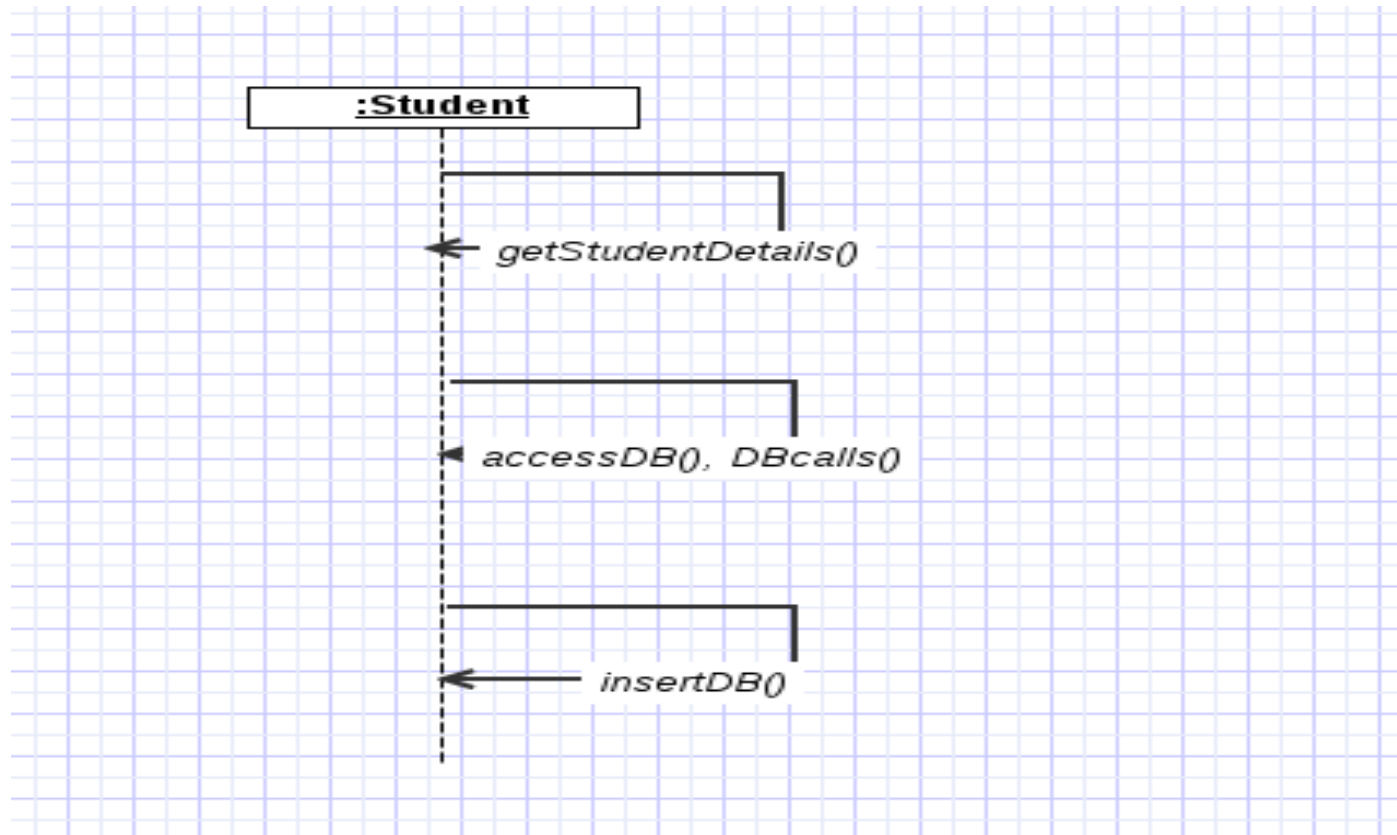 :Student
getStudentDetails()
accessDB(), DBcalls()
insertDB()